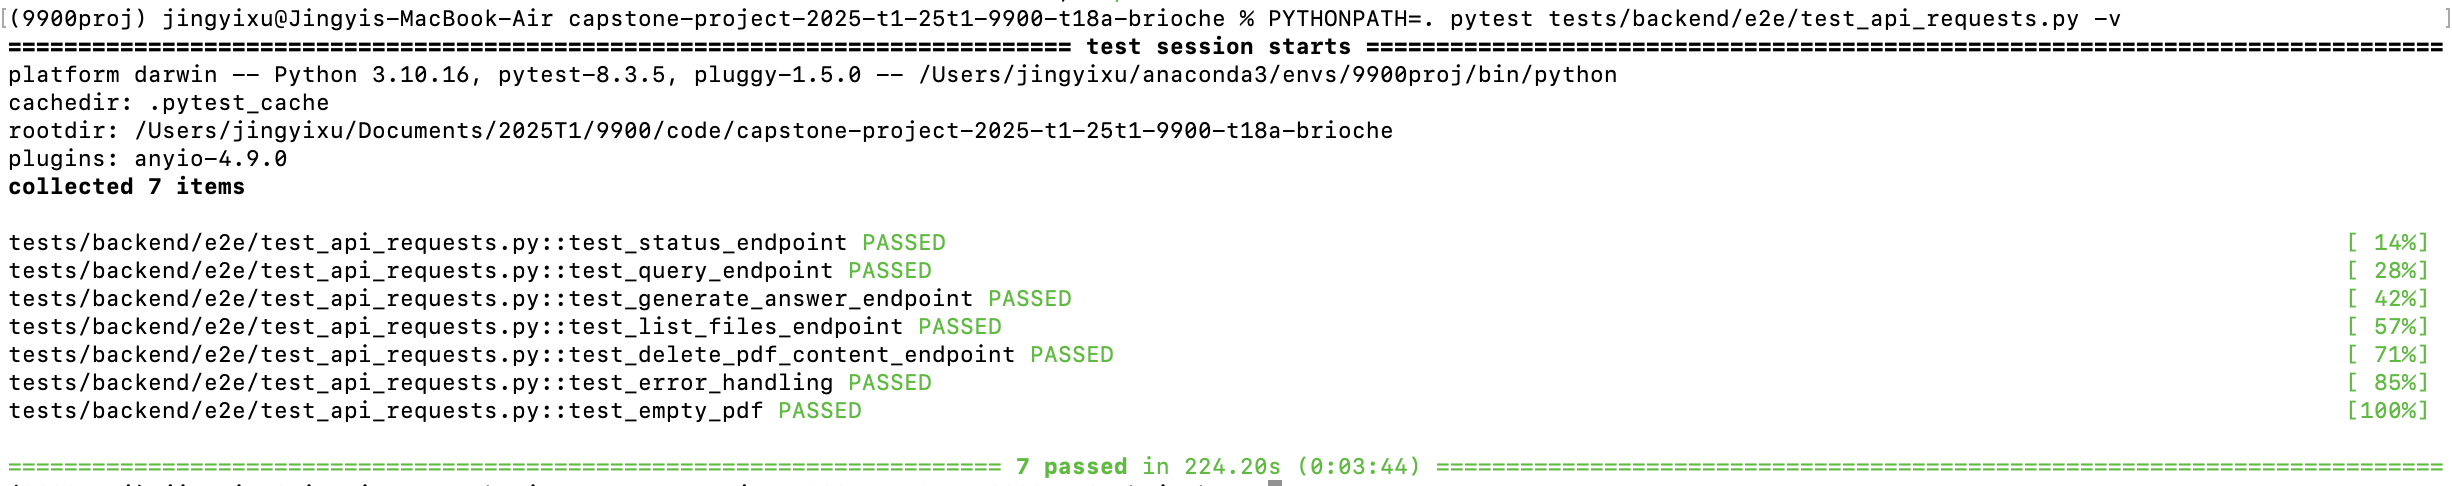 (9900proj) jingyixu@Jingyis-MacBook-Air capstone-project-2025-t1-25t1-9900-t18a-brioche % PYTHONPATH=. pytest tests/backend/e2e/test_api_requests.py -v
============================================================================ test session starts =============================================================================
platform darwin -- Python 3.10.16, pytest-8.3.5, pluggy-1.5.0 -- /Users/jingyixu/anaconda3/envs/9900proj/bin/python
cachedir: .pytest_cache
rootdir: /Users/jingyixu/Documents/2025T1/9900/code/capstone-project-2025-t1-25t1-9900-t18a-brioche
plugins: anyio-4.9.0
collected 7 items
tests/backend/e2e/test_api_requests.py::test_status_endpoint PASSED [ 14%]
tests/backend/e2e/test_api_requests.py::test_query_endpoint PASSED [ 28%]
tests/backend/e2e/test_api_requests.py::test_generate_answer_endpoint PASSED [ 42%]
tests/backend/e2e/test_api_requests.py::test_list_files_endpoint PASSED [ 57%]
tests/backend/e2e/test_api_requests.py::test_delete_pdf_content_endpoint PASSED [ 71%]
tests/backend/e2e/test_api_requests.py::test_error_handling PASSED [ 85%]
tests/backend/e2e/test_api_requests.py::test_empty_pdf PASSED [100%]
======================================================================= 7 passed in 224.20s (0:03:44) ========================================================================